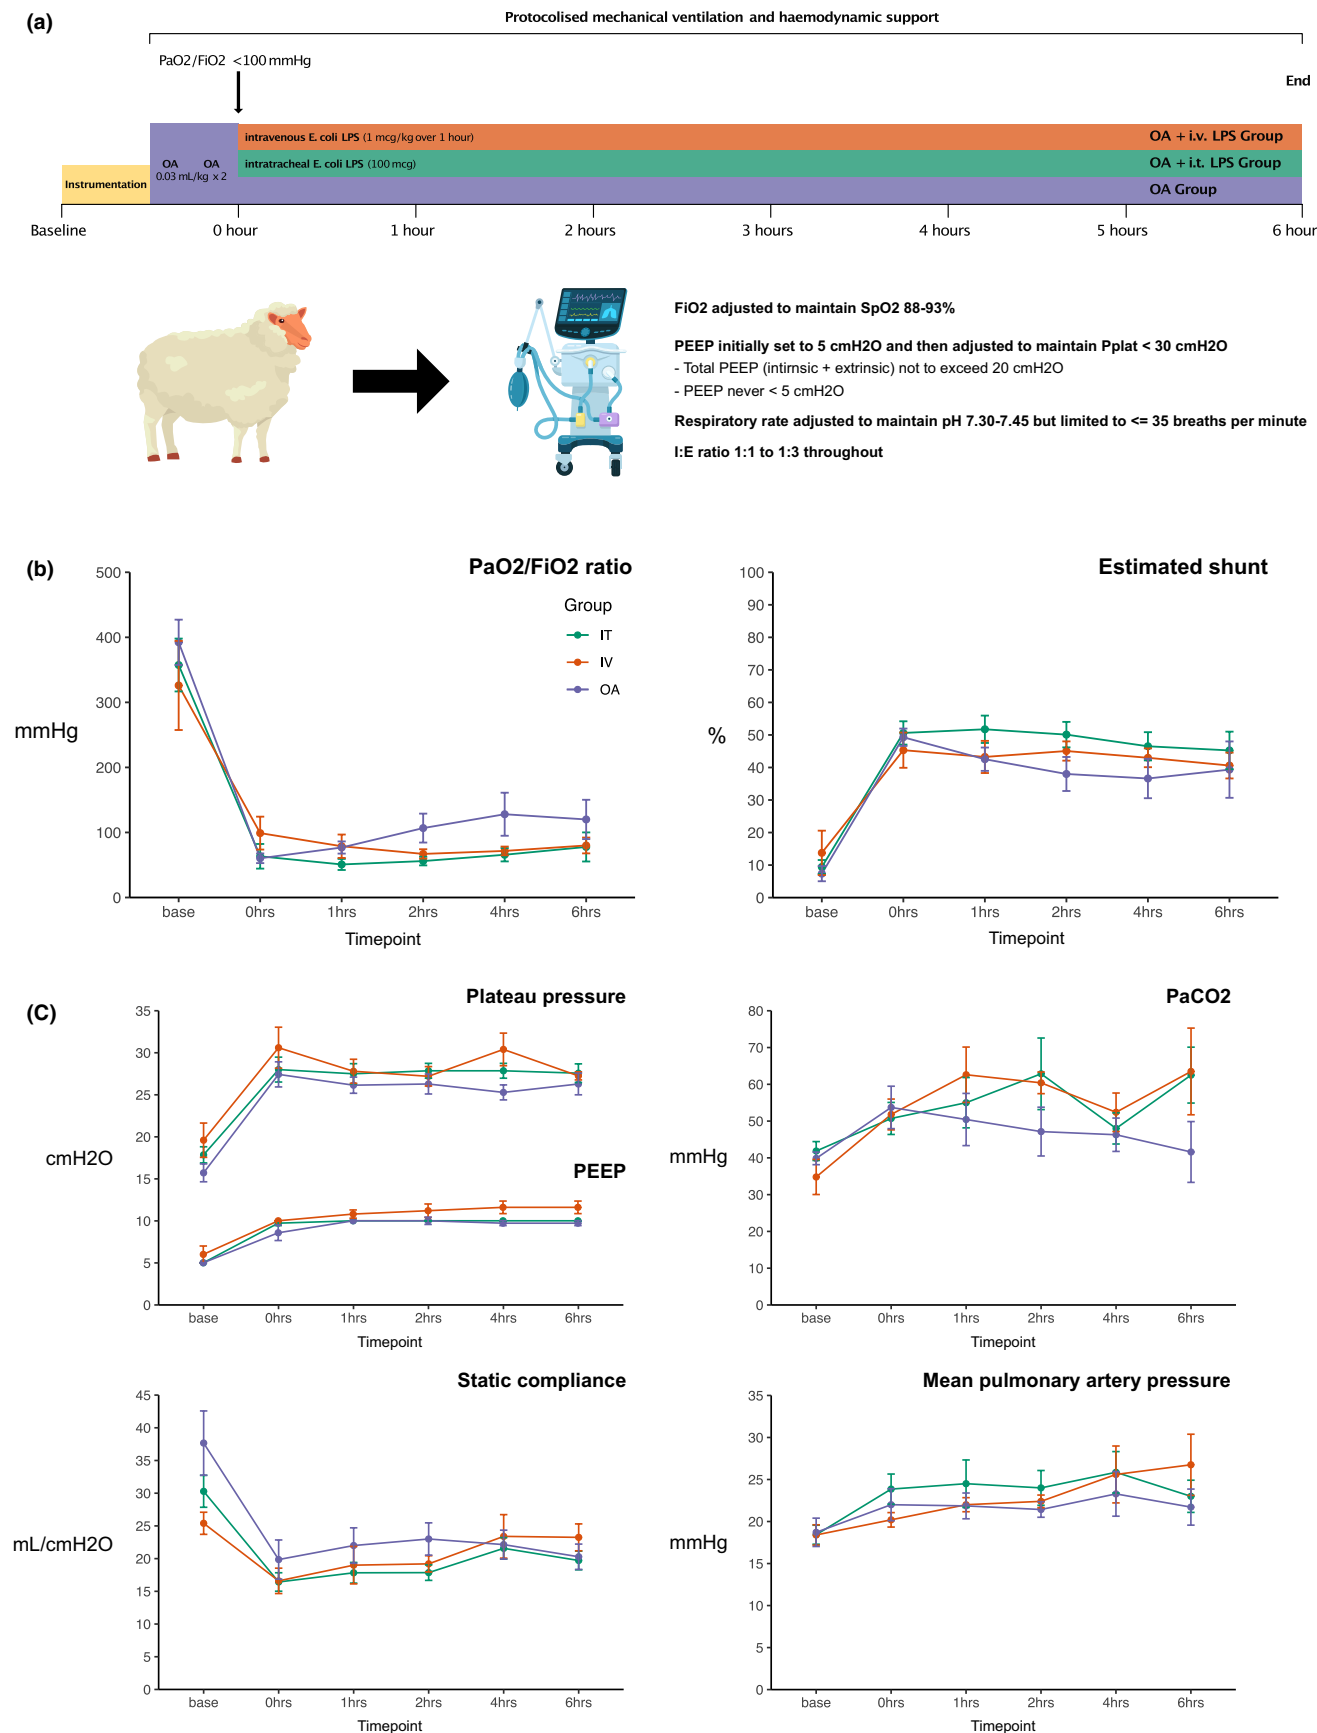 (a)
Protocolised mechanical ventilation and haemodynamic support
PaO2/FiO2 <100 mmHg
End
intravenous E. coli LPS (1 mcg/kg over 1 hour)
OA + i.v. LPS Group
intratracheal E. coli LPS (100 mcg)
OA + i.t. LPS Group
OA OA
0.03 mL/kg x 2
Instrumentation
OA Group
Baseline
0 hour
1 hour
2 hours
3 hours
4 hours
5 hours
6 hour
FiO2 adjusted to maintain SpO2 88-93%
PEEP initially set to 5 cmH2O and then adjusted to maintain Pplat < 30 cmH2O
- Total PEEP (intirnsic + extrinsic) not to exceed 20 cmH2O
- PEEP never < 5 cmH2O
Respiratory rate adjusted to maintain pH 7.30-7.45 but limited to <= 35 breaths per minute
I:E ratio 1:1 to 1:3 throughout
(b)
PaO2/FiO2 ratio
500
400
300
200
100
0
mmHg
Group
IT
IV
OA
base 0hrs 1hrs 2hrs 4hrs 6hrs
Timepoint
Estimated shunt
100
90
80
70
60
50
40
30
20
10
0
%
base 0hrs 1hrs 2hrs 4hrs 6hrs
Timepoint
(C)
Plateau pressure
35
30
25
20
15
10
5
0
cmH2O
PEEP
base 0hrs 1hrs 2hrs 4hrs 6hrs
Timepoint
PaCO2
80
70
60
50
40
30
20
10
0
mmHg
base 0hrs 1hrs 2hrs 4hrs 6hrs
Timepoint
Static compliance
45
40
35
30
25
20
15
10
5
0
mL/cmH2O
base 0hrs 1hrs 2hrs 4hrs 6hrs
Timepoint
Mean pulmonary artery pressure
35
30
25
20
15
10
5
0
mmHg
base 0hrs 1hrs 2hrs 4hrs 6hrs
Timepoint